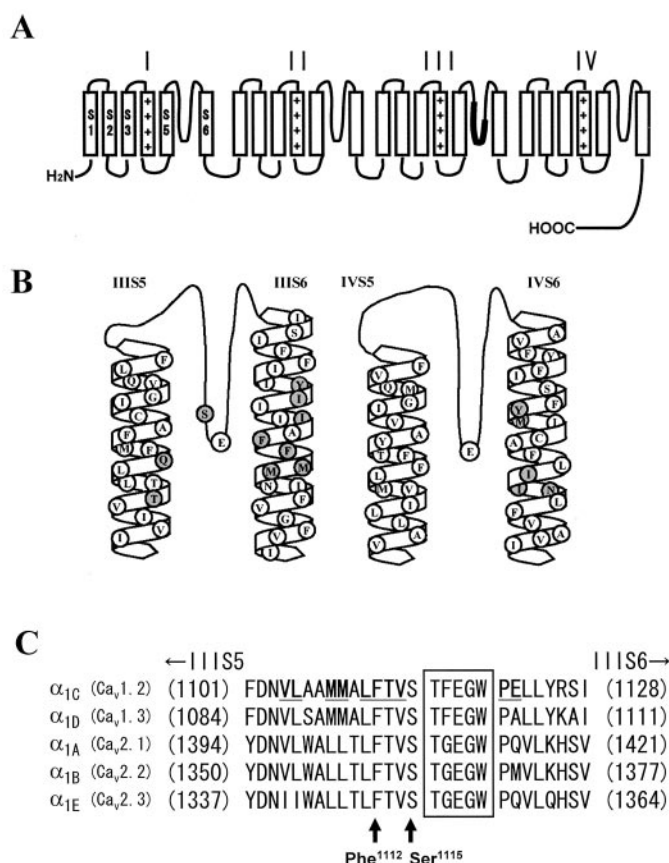 A
I II III IV
S1 S2 S3 ++++ S5 S6 ++++ ++++ ++++
H2N
HOOC
B
IIIS5 IIIS6 IVS5 IVS6
S E E
C
←IIIS5 IIIS6→
α1C (Cav1.2) (1101) FDNVLAAMMALFTVS TFEGW PELLYRSI (1128)
α1D (Cav1.3) (1084) FDNVLSAMMALFTVS TFEGW PALLYKAI (1111)
α1A (Cav2.1) (1394) YDNVLWALLTLFTVS TGEGW PQVLKHSV (1421)
α1B (Cav2.2) (1350) YDNVLWALLTLFTVS TGEGW PMVLKHSV (1377)
α1E (Cav2.3) (1337) YDNIIWALLTLFTVS TGEGW PQVLQHSV (1364)
Phe1112 Ser1115